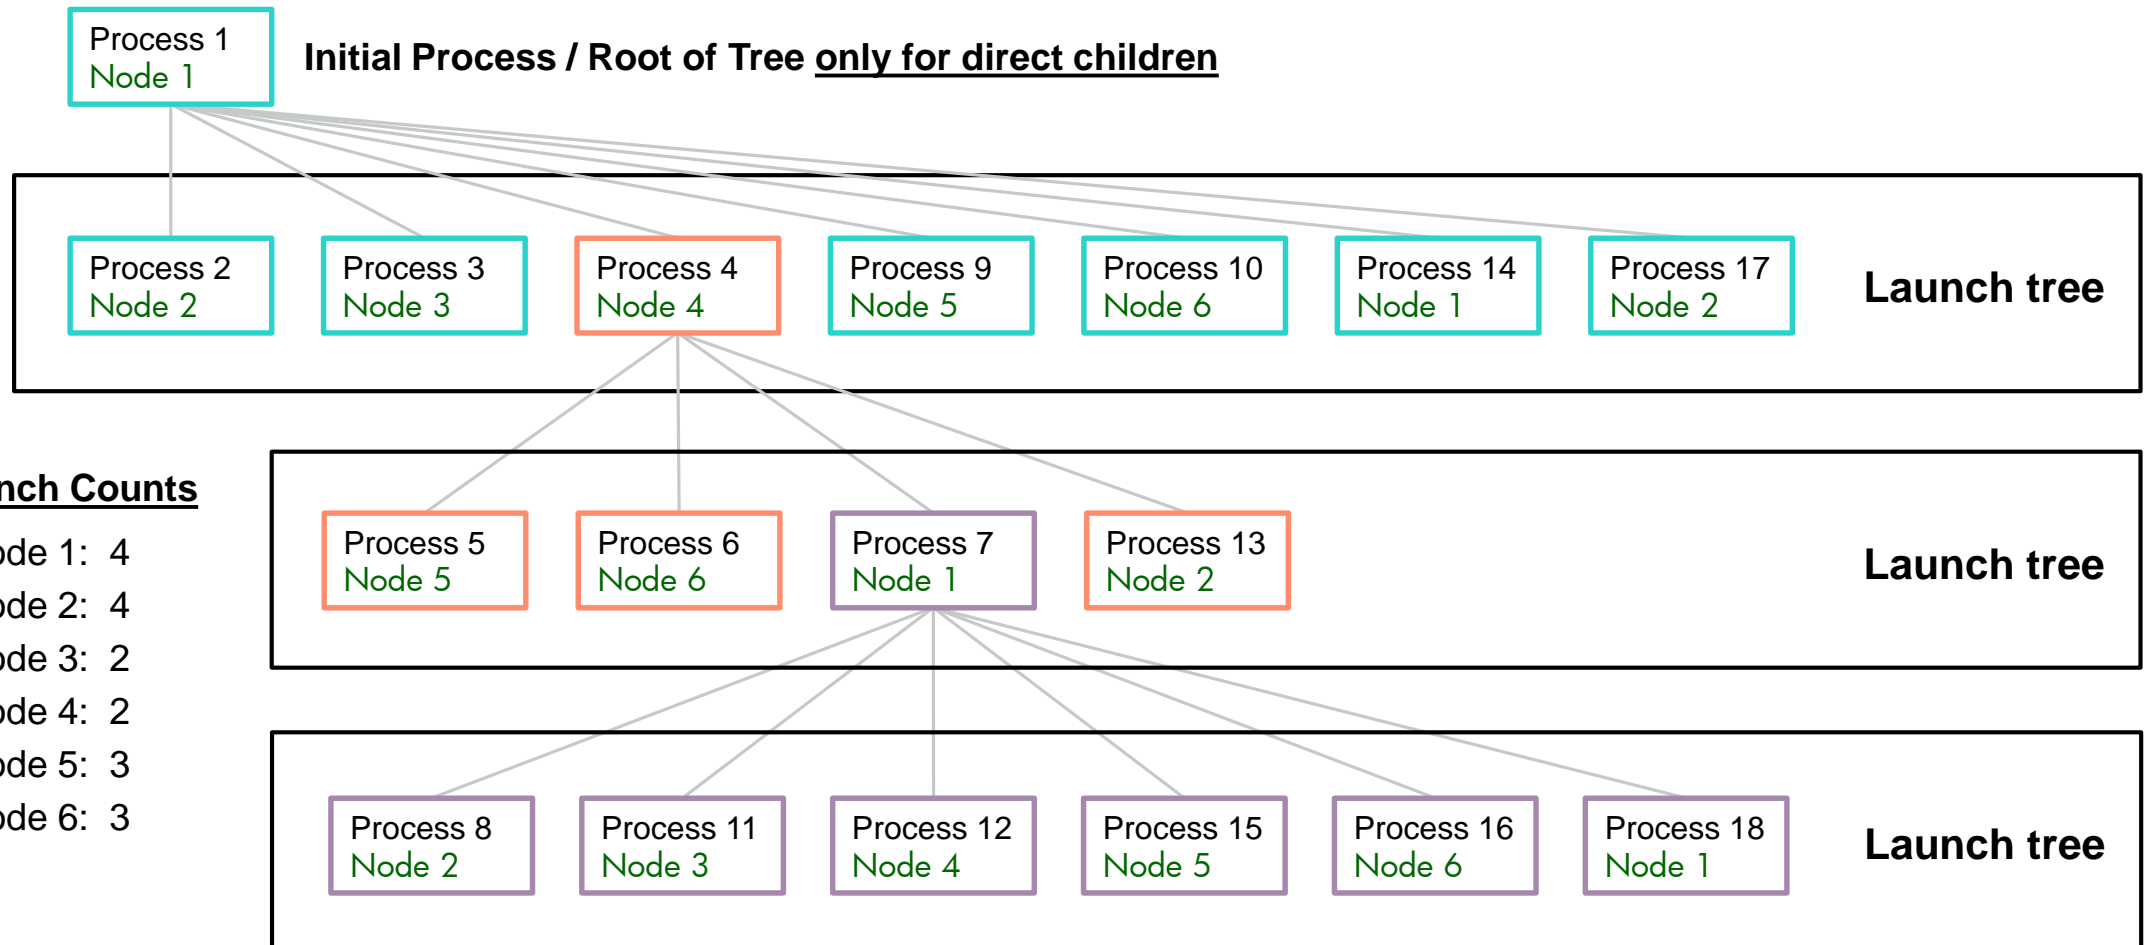 Process 1
Node 1
Initial Process / Root of Tree only for direct children
Process 2
Node 2
Process 3
Node 3
Process 4
Node 4
Process 9
Node 5
Process 10
Node 6
Process 14
Node 1
Process 17
Node 2
Launch tree
nch Counts
ode 1: 4
ode 2: 4
ode 3: 2
ode 4: 2
ode 5: 3
ode 6: 3
Process 5
Node 5
Process 6
Node 6
Process 7
Node 1
Process 13
Node 2
Launch tree
Process 8
Node 2
Process 11
Node 3
Process 12
Node 4
Process 15
Node 5
Process 16
Node 6
Process 18
Node 1
Launch tree